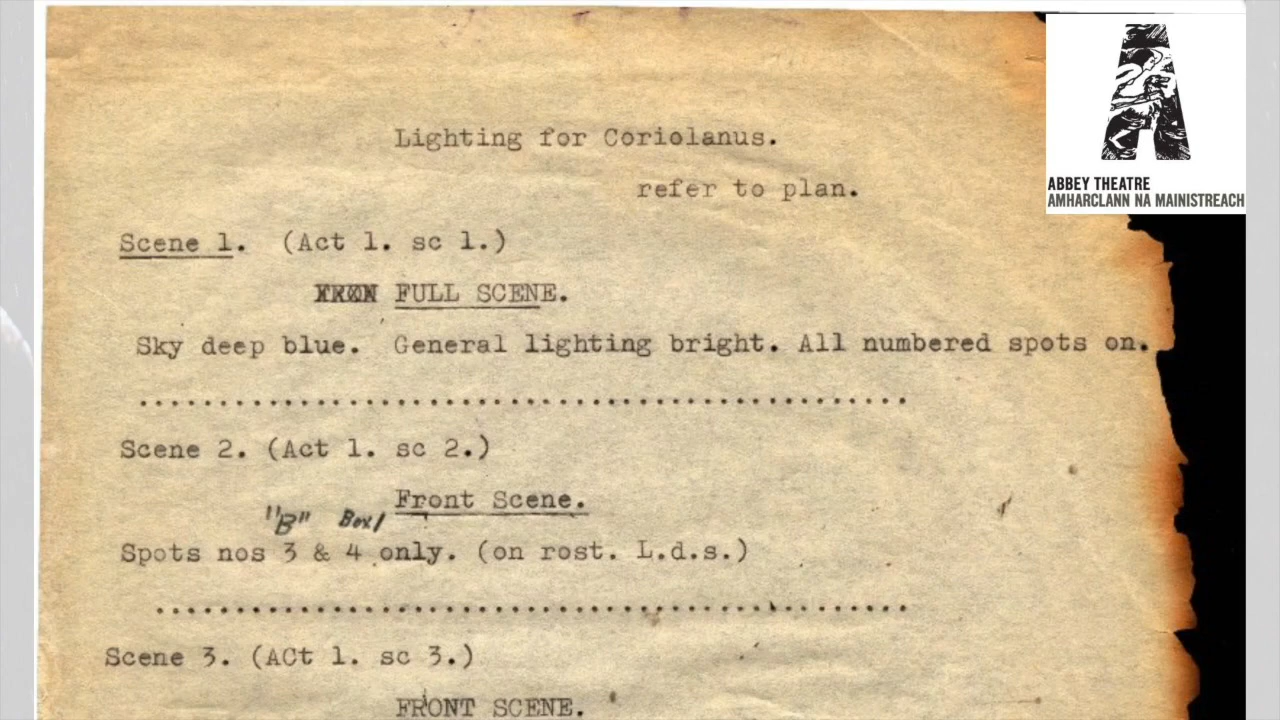 Lighting for Coriolanus.
refer to plan.
Scene 1. (Act 1. sc 1.)
FULL SCENE.
Sky deep blue. General lighting bright. All numbered spots on.
Scene 2. (Act 1. sc 2.)
Front Scene.
"B" Box/
Spots nos 3 & 4 only. (on rost. L.d.s.)
Scene 3. (ACt 1. sc 3.)
FRONT SCENE.
ABBEY THEATRE
AMHARCLANN NA MAINISTREACH